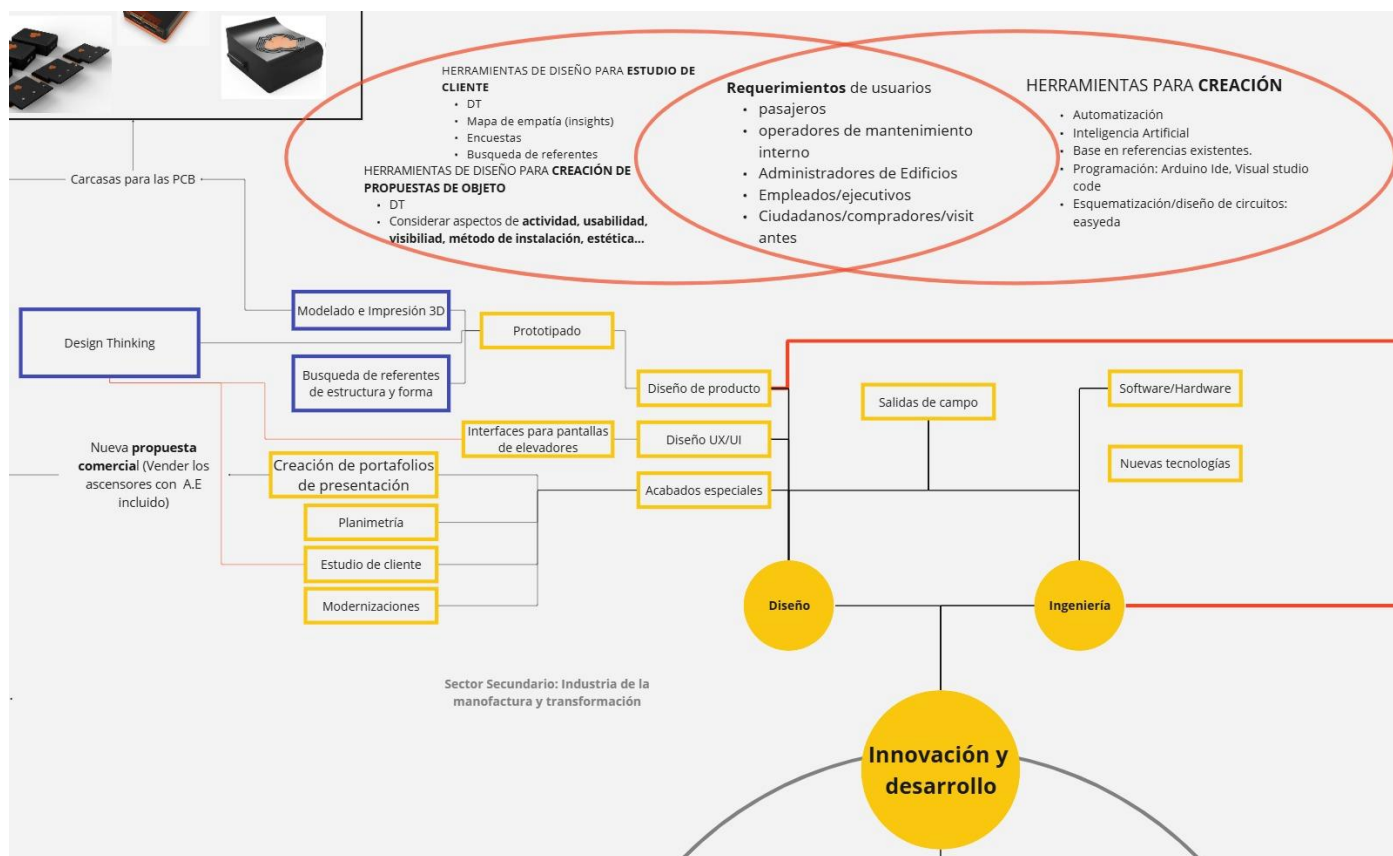 HERRAMIENTAS DE DISEÑO PARA ESTUDIO DE
CLIENTE
• DT
• Mapa de empatía (insights)
• Encuestas
• Busqueda de referentes
HERRAMIENTAS DE DISEÑO PARA CREACIÓN DE
PROPUESTAS DE OBJETO
• DT
• Considerar aspectos de actividad, usabilidad,
visibiliad, método de instalación, estética...
Requerimientos de usuarios
• pasajeros
• operadores de mantenimiento
interno
• Administradores de Edificios
• Empleados/ejecutivos
• Ciudadanos/compradores/visit
antes
HERRAMIENTAS PARA CREACIÓN
• Automatización
• Inteligencia Artificial
• Base en referencias existentes.
• Programación: Arduino Ide, Visual studio
code
• Esquematización/diseño de circuitos:
easyeda
Carcasas para las PCB
Modelado e Impresión 3D
Design Thinking
Prototipado
Busqueda de referentes
de estructura y forma
Diseño de producto
Salidas de campo
Software/Hardware
Interfaces para pantallas
de elevadores
Diseño UX/UI
Nuevas tecnologías
Nueva propuesta
comercial (Vender los
ascensores con A.E
incluido)
Creación de portafolios
de presentación
Acabados especiales
Planimetría
Estudio de cliente
Modernizaciones
Diseño
Ingeniería
Sector Secundario: Industria de la
manofactura y transformación
Innovación y
desarrollo